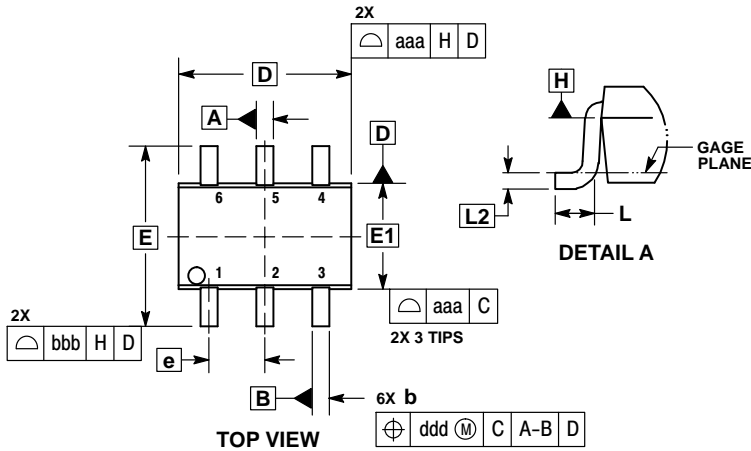 2X
⌓ aaa H D
D
A
D
H
GAGE
PLANE
6 5 4
E
E1
L2
L
DETAIL A
1 2 3
⌓ aaa C
2X 3 TIPS
2X
⌓ bbb H D
e
B
6X b
⌖ ddd Ⓜ C A-B D
TOP VIEW